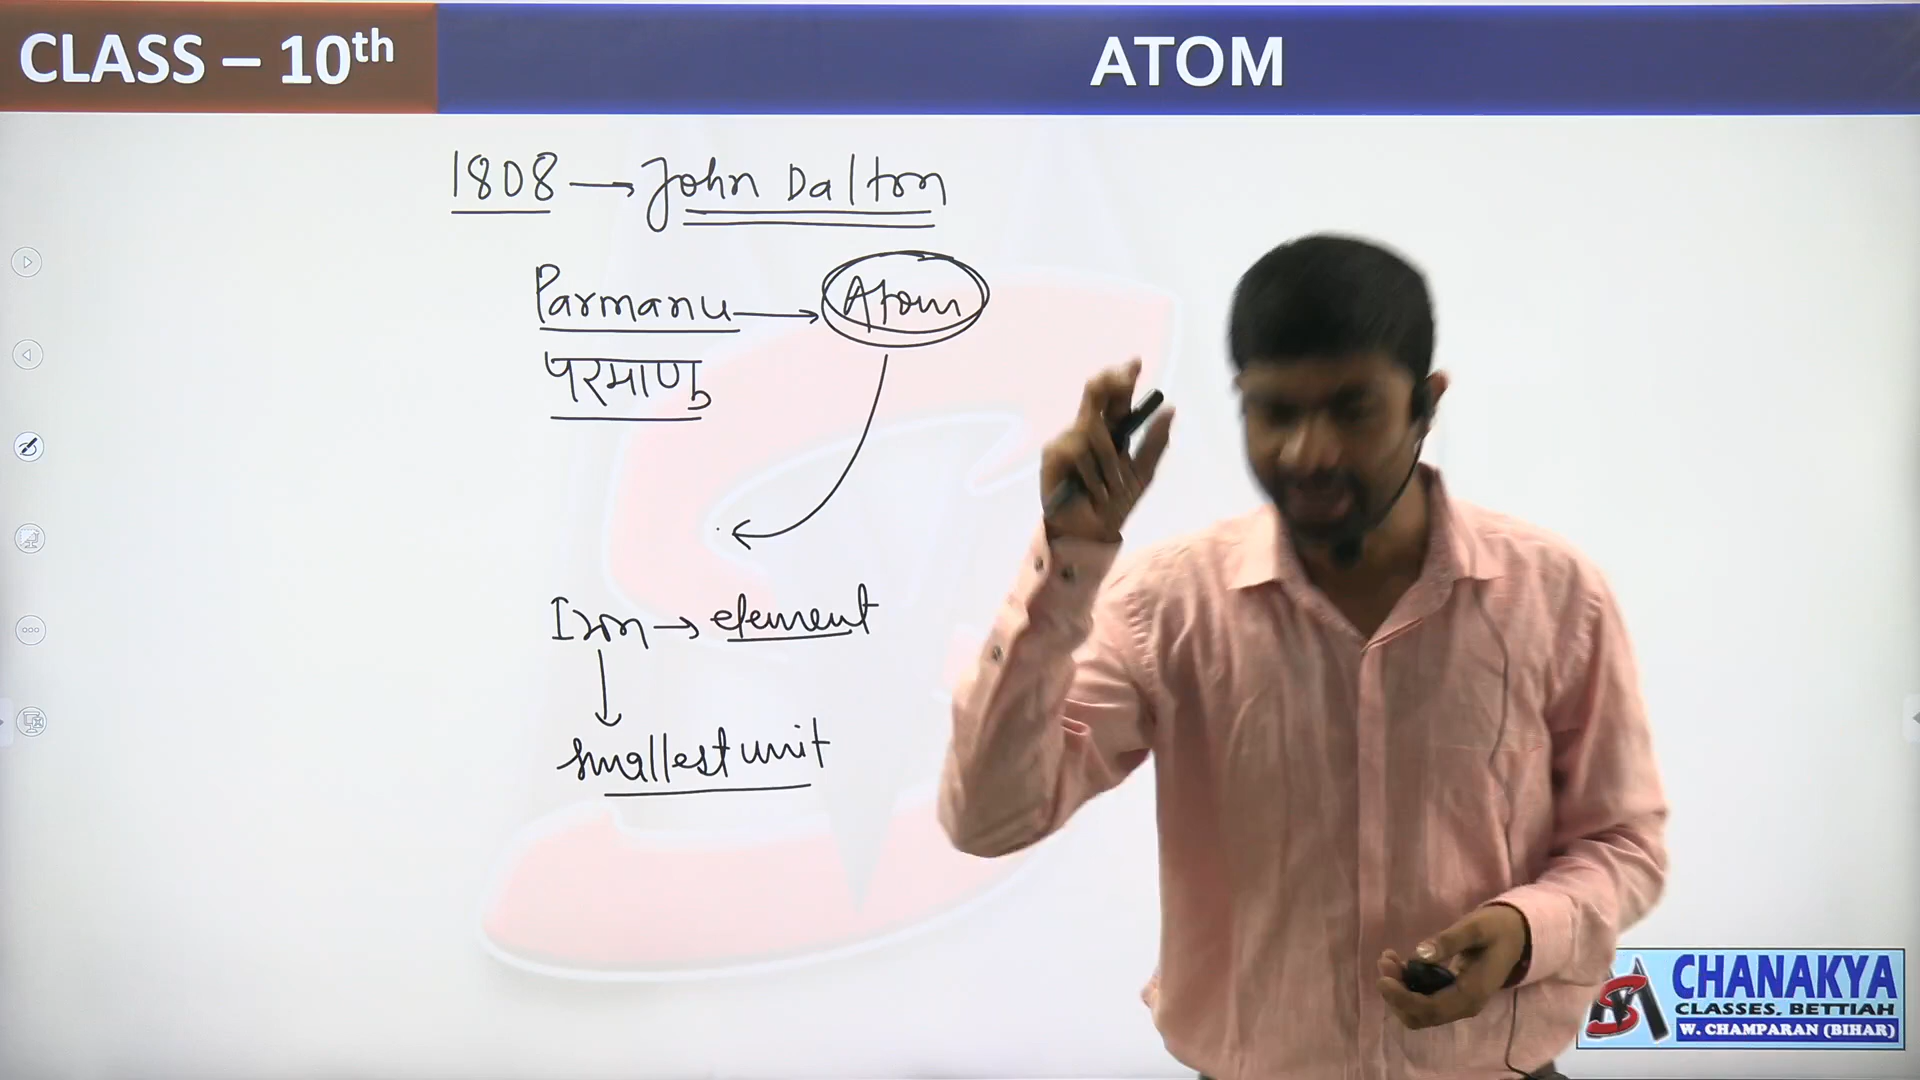 CLASS – 10th
ATOM
1808 → John Dalton
Parmanu → Atom
परमाणु
Iron → element
smallest unit
CHANAKYA
CLASSES, BETTIAH
W. CHAMPARAN (BIHAR)